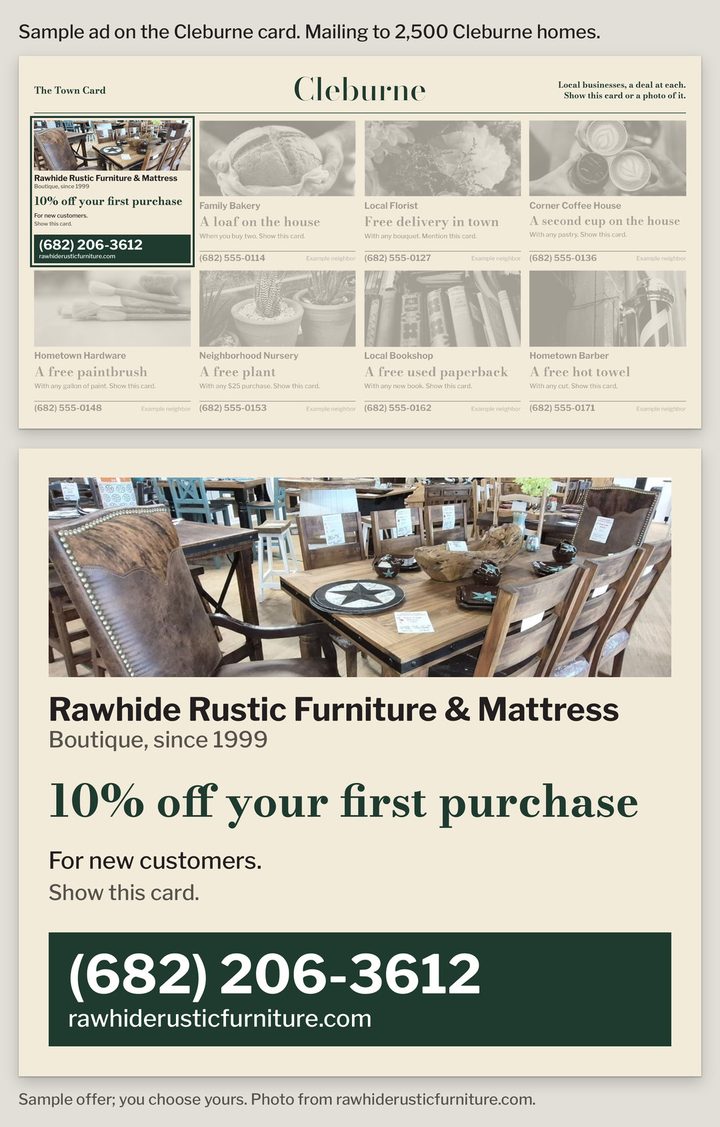 Sample ad on the Cleburne card. Mailing to 2,500 Cleburne homes.
The Town Card
Cleburne
Local businesses, a deal at each.
Show this card or a photo of it.
Rawhide Rustic Furniture & Mattress
Boutique, since 1999
10% off your first purchase
For new customers.
Show this card.
(682) 206-3612
rawhiderusticfurniture.com
Family Bakery
A loaf on the house
When you buy two. Show this card.
(682) 555-0114
Example neighbor
Local Florist
Free delivery in town
With any bouquet. Mention this card.
(682) 555-0127
Example neighbor
Corner Coffee House
A second cup on the house
With any pastry. Show this card.
(682) 555-0136
Example neighbor
Hometown Hardware
A free paintbrush
With any gallon of paint. Show this card.
(682) 555-0148
Example neighbor
Neighborhood Nursery
A free plant
With any $25 purchase. Show this card.
(682) 555-0153
Example neighbor
Local Bookshop
A free used paperback
With any new book. Show this card.
(682) 555-0162
Example neighbor
Hometown Barber
A free hot towel
With any cut. Show this card.
(682) 555-0171
Example neighbor
Rawhide Rustic Furniture & Mattress
Boutique, since 1999
10% off your first purchase
For new customers.
Show this card.
(682) 206-3612
rawhiderusticfurniture.com
Sample offer; you choose yours. Photo from rawhiderusticfurniture.com.